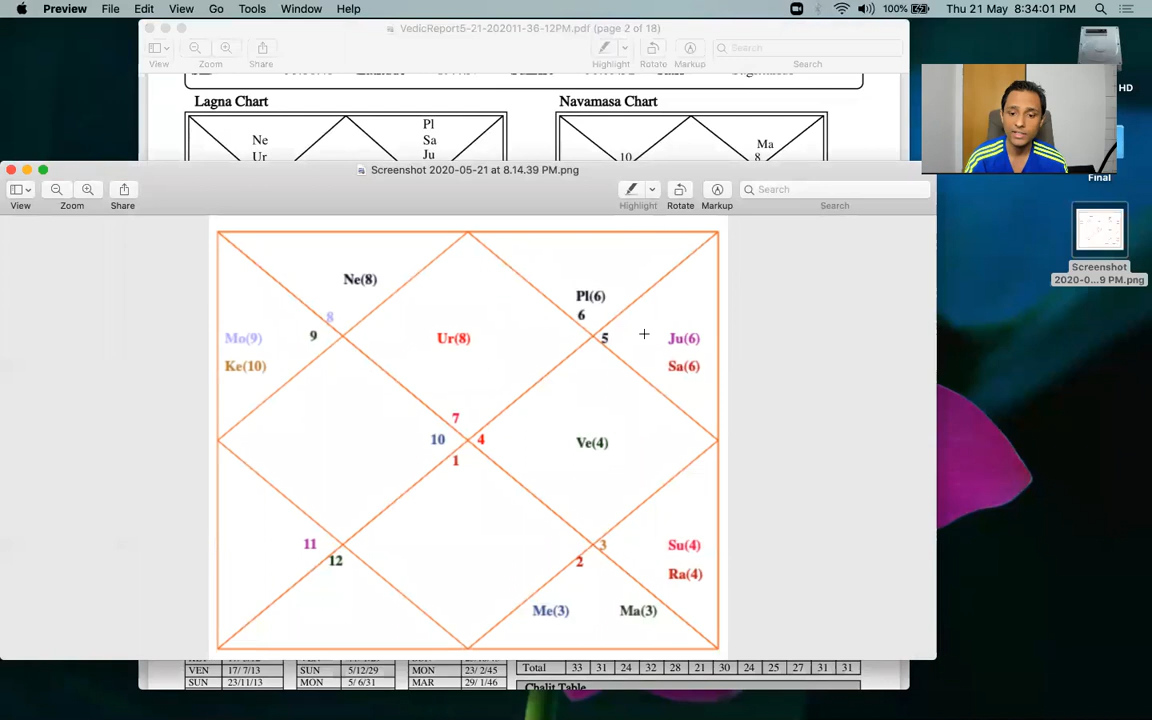 Preview File Edit View Go Tools Window Help 100% Thu 21 May 8:34:01 PM
VedicReport5-21-202011-36-12PM.pdf (page 2 of 18)
Search
View Zoom Share Highlight Rotate Markup Search
HD
Lagna Chart Navamasa Chart
Pl
Ne Sa Ma
Ur Ju 10 8
Final
Screenshot 2020-05-21 at 8.14.39 PM.png
Search
View Zoom Share Highlight Rotate Markup Search
Screenshot
2020-0...9 PM.png
Ne(8)
Pl(6)
8 6
Mo(9) 9 Ur(8) 5 Ju(6)
Ke(10) Sa(6)
7
10 4 Ve(4)
1
11 3 Su(4)
12 2 Ra(4)
Me(3) Ma(3)
VEN 17/ 7/13 SUN 5/12/29 MON 23/ 2/45 Total 33 31 24 32 28 21 30 24 25 27 31 31
SUN 23/11/13 MON 5/ 6/31 MAR 29/ 1/46
Chalit Table